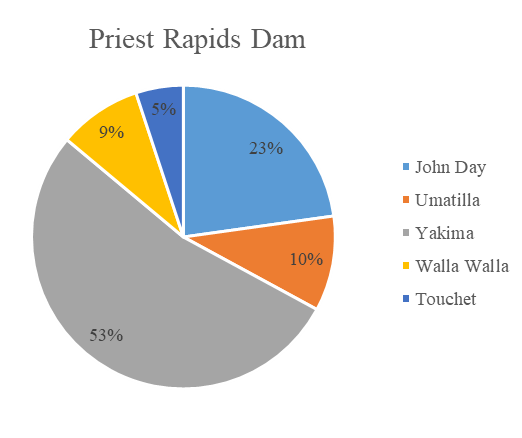 Priest Rapids Dam
5%
9%
23%
10%
53%
John Day
Umatilla
Yakima
Walla Walla
Touchet